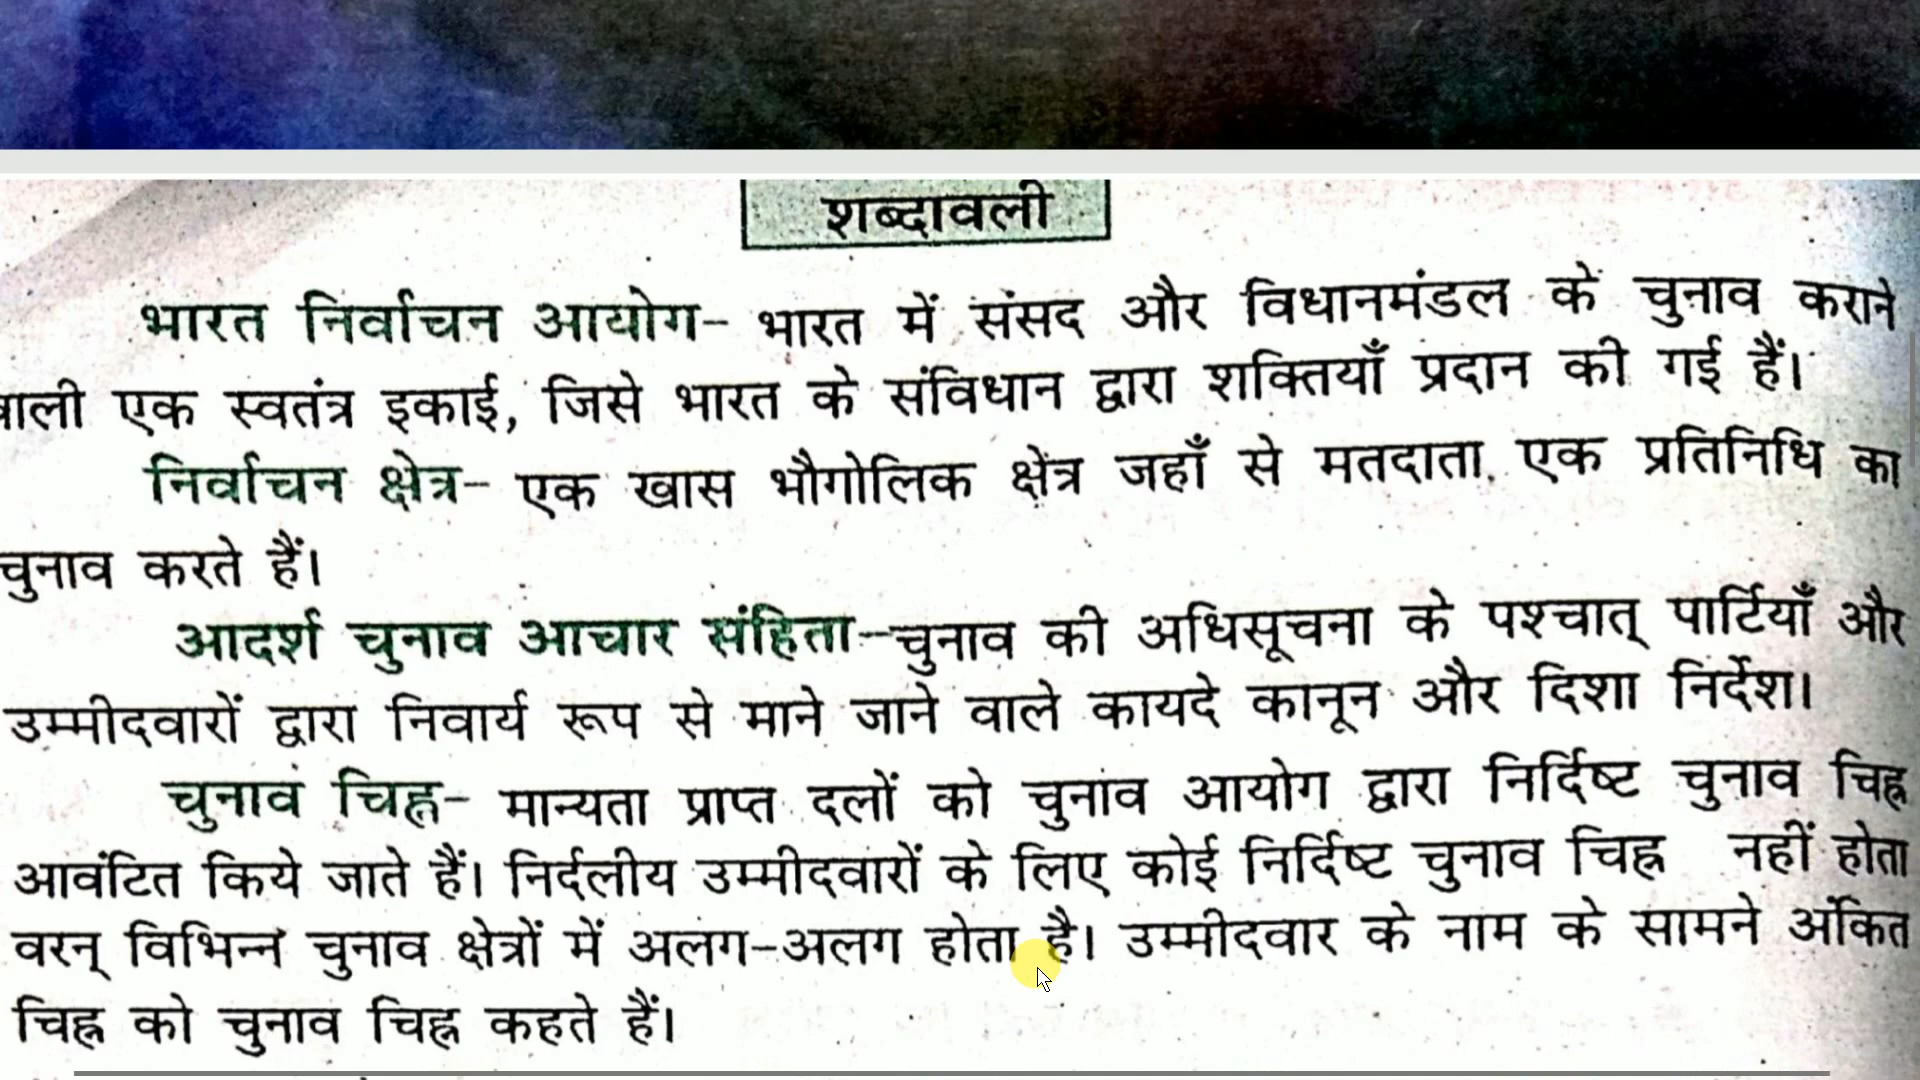 शब्दावली
भारत निर्वाचन आयोग– भारत में संसद और विधानमंडल के चुनाव कराने
वाली एक स्वतंत्र इकाई, जिसे भारत के संविधान द्वारा शक्तियाँ प्रदान की गई हैं।
निर्वाचन क्षेत्र– एक खास भौगोलिक क्षेत्र जहाँ से मतदाता एक प्रतिनिधि का
चुनाव करते हैं।
आदर्श चुनाव आचार संहिता–चुनाव की अधिसूचना के पश्चात् पार्टियाँ और
उम्मीदवारों द्वारा निवार्य रूप से माने जाने वाले कायदे कानून और दिशा निर्देश।
चुनाव चिह्न– मान्यता प्राप्त दलों को चुनाव आयोग द्वारा निर्दिष्ट चुनाव चिह्न
आवंटित किये जाते हैं। निर्दलीय उम्मीदवारों के लिए कोई निर्दिष्ट चुनाव चिह्न नहीं होता
वरन् विभिन्न चुनाव क्षेत्रों में अलग–अलग होता है। उम्मीदवार के नाम के सामने अंकित
चिह्न को चुनाव चिह्न कहते हैं।